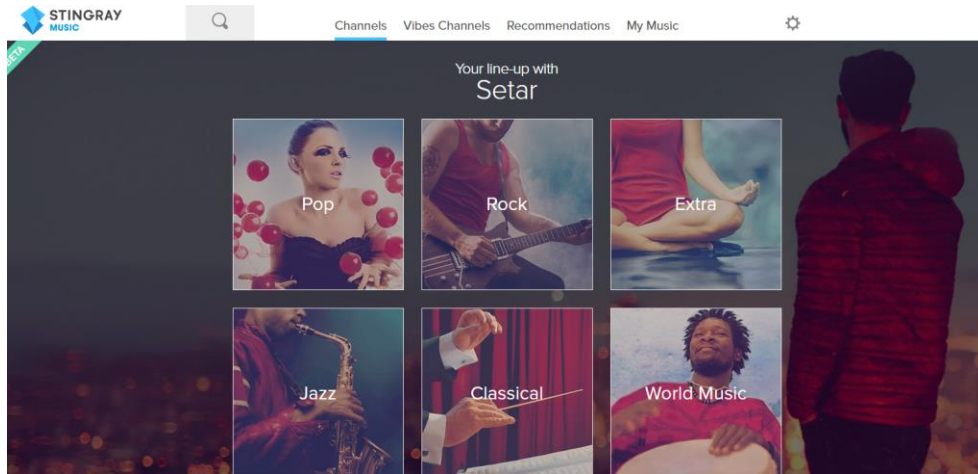 STINGRAY
MUSIC
Channels Vibes Channels Recommendations My Music
BETA
Your line-up with
Setar
Pop Rock Extra
Jazz Classical World Music